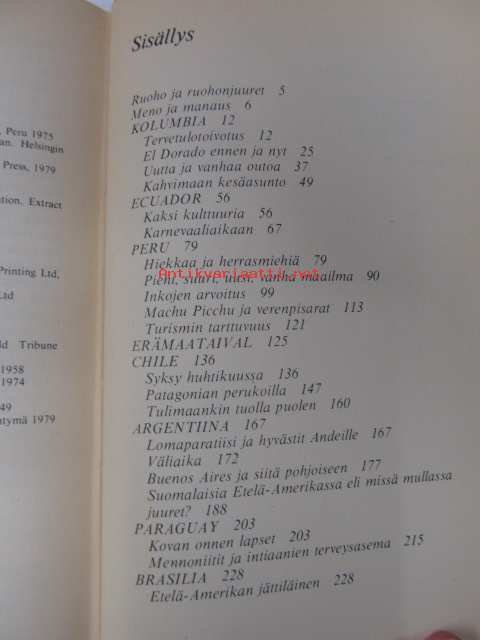 , Peru 1975
an. Helsingin
Press, 1979
tion, Extract
Printing Ltd,
Ltd
ld Tribune
1958
1974
49
ntymä 1979
Sisällys
Ruoho ja ruohonjuuret 5
Meno ja manaus 6
KOLUMBIA 12
Tervetulotoivotus 12
El Dorado ennen ja nyt 25
Uutta ja vanhaa outoa 37
Kahvimaan kesäasunto 49
ECUADOR 56
Kaksi kulttuuria 56
Karnevaaliaikaan 67
PERU 79
Hiekkaa ja herrasmiehiä 79
Antikvariaatti.net
Pieni, suuri, uusi, vanha maailma 90
Inkojen arvoitus 99
Machu Picchu ja verenpisarat 113
Turismin tarttuvuus 121
ERÄMAATAIVAL 125
CHILE 136
Syksy huhtikuussa 136
Patagonian perukoilla 147
Tulimaankin tuolla puolen 160
ARGENTIINA 167
Lomaparatiisi ja hyvästit Andeille 167
Väliaika 172
Buenos Aires ja siitä pohjoiseen 177
Suomalaisia Etelä-Amerikassa eli missä mullassa
juuret? 188
PARAGUAY 203
Kovan onnen lapset 203
Mennoniitit ja intiaanien terveysasema 215
BRASILIA 228
Etelä-Amerikan jättiläinen 228